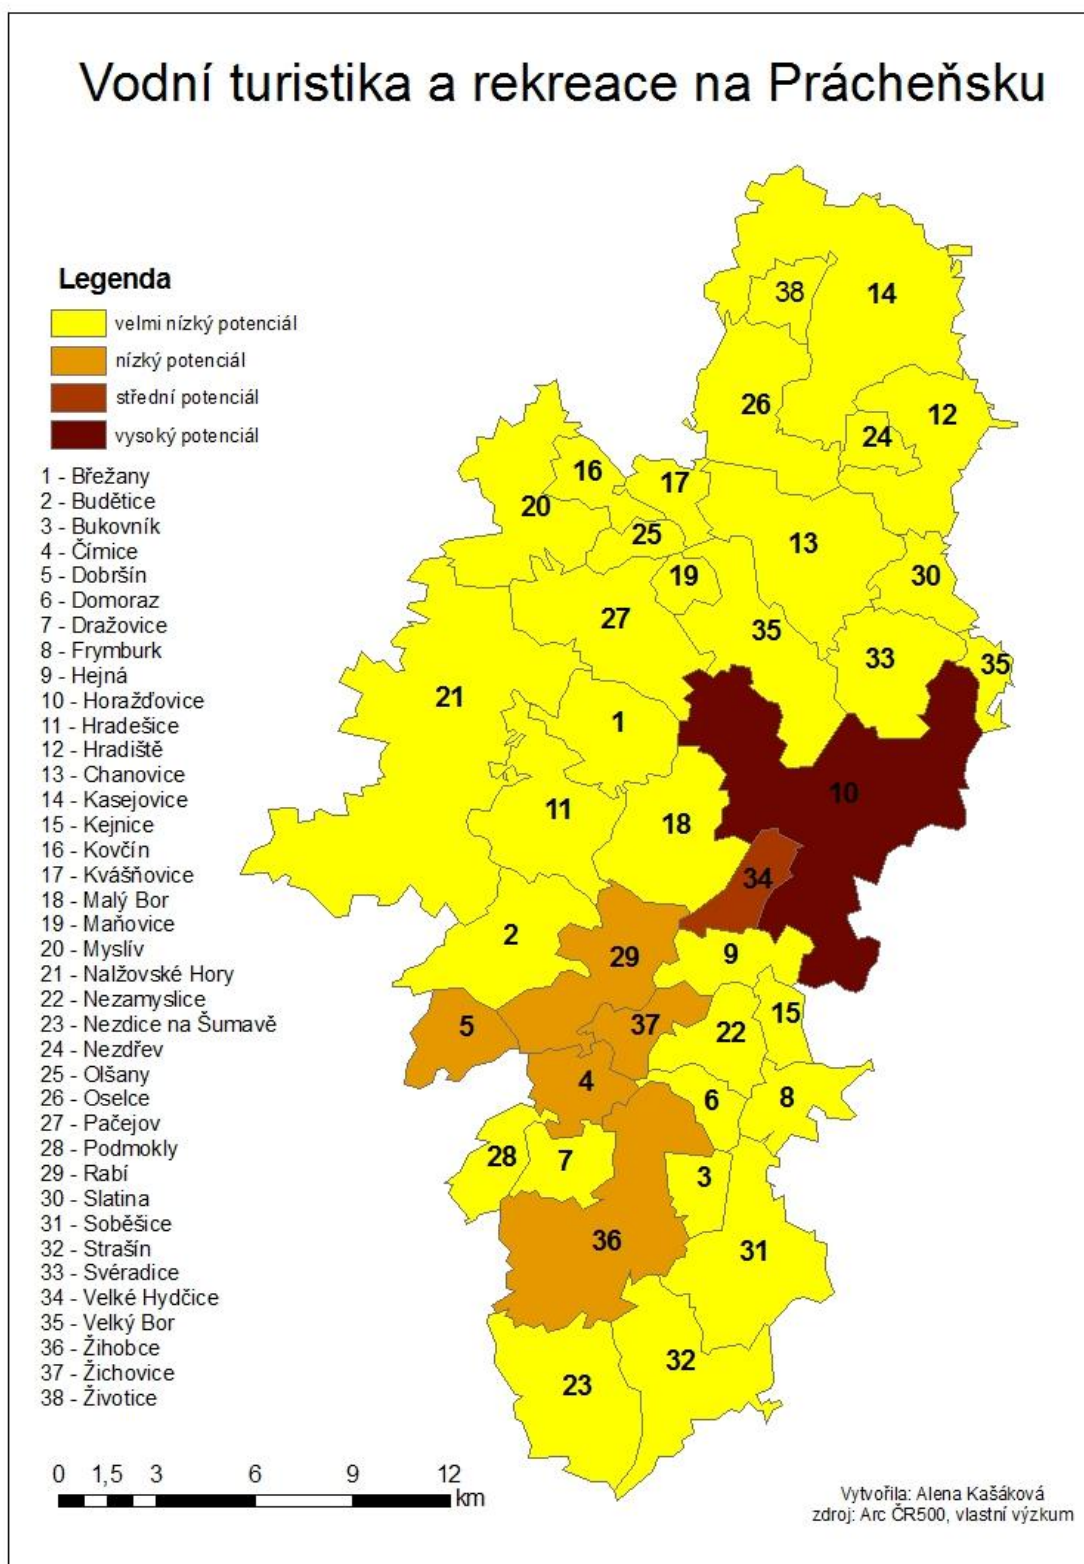 Vodní turistika a rekreace na Prácheňsku
Legenda
velmi nízký potenciál
nízký potenciál
střední potenciál
vysoký potenciál
1 - Břežany
2 - Budětice
3 - Bukovník
4 - Čímice
5 - Dobršín
6 - Domoraz
7 - Dražovice
8 - Frymburk
9 - Hejná
10 - Horažďovice
11 - Hradešice
12 - Hradiště
13 - Chanovice
14 - Kasejovice
15 - Kejnice
16 - Kovčín
17 - Kvášňovice
18 - Malý Bor
19 - Maňovice
20 - Myslív
21 - Nalžovské Hory
22 - Nezamyslice
23 - Nezdice na Šumavě
24 - Nezdřev
25 - Olšany
26 - Oselce
27 - Pačejov
28 - Podmokly
29 - Rabí
30 - Slatina
31 - Soběšice
32 - Strašín
33 - Svéradice
34 - Velké Hydčice
35 - Velký Bor
36 - Žihobce
37 - Žichovice
38 - Životice
38
14
26
12
24
16
17
20
25
13
19
30
27
35
33
35
21
1
10
11
18
34
2
29
9
5
37
22
15
4
6
8
28
7
3
36
31
32
23
0 1,5 3 6 9 12
km
Vytvořila: Alena Kašáková
zdroj: Arc ČR500, vlastní výzkum